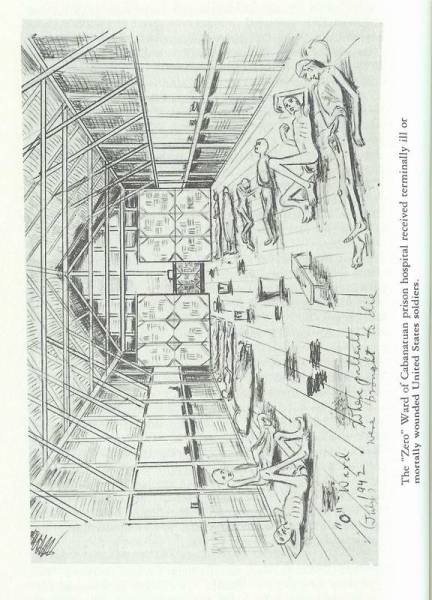 "O" Ward
(July) 1942
where patients
were brought to die
The "Zero" Ward of Cabanatuan prison hospital received terminally ill or
mortally wounded United States soldiers.